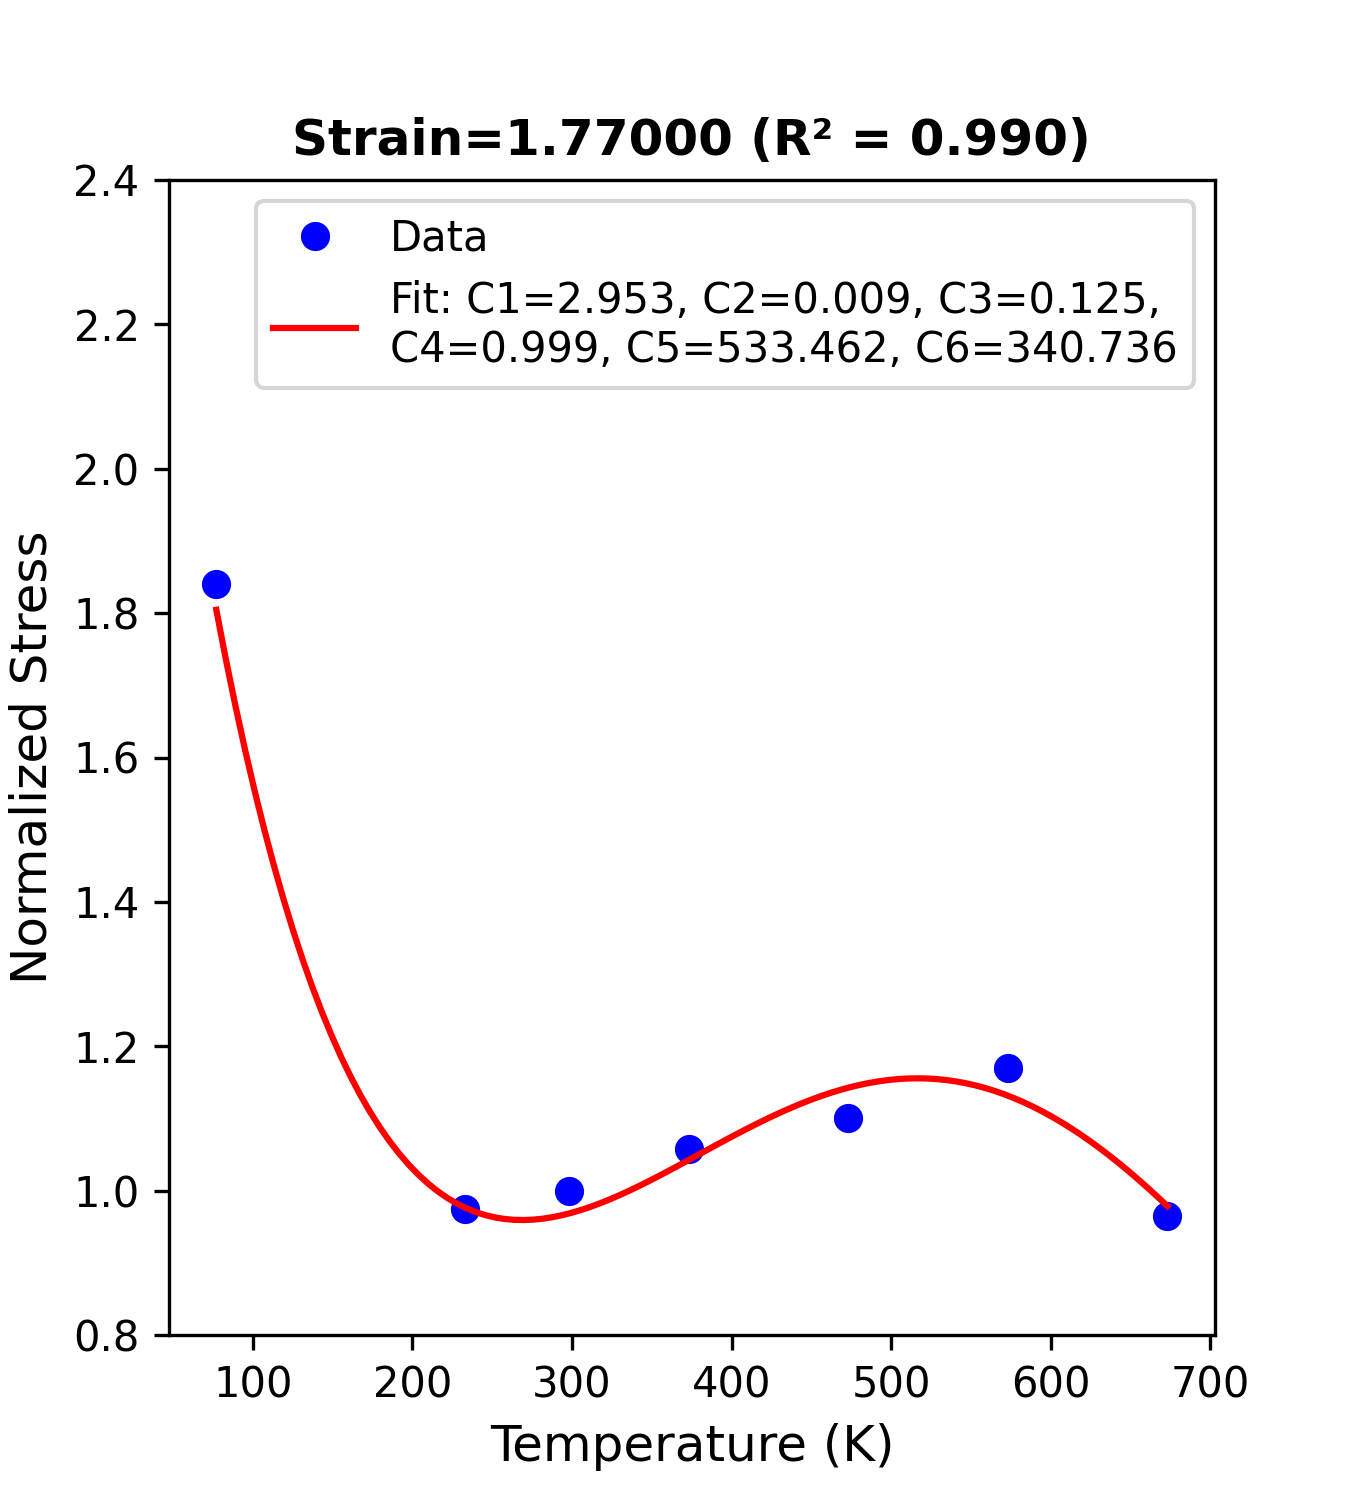 Strain=1.77000 (R² = 0.990)
2.4
2.2
2.0
1.8
1.6
1.4
1.2
1.0
0.8
Normalized Stress
Data
Fit: C1=2.953, C2=0.009, C3=0.125,
C4=0.999, C5=533.462, C6=340.736
100 200 300 400 500 600 700
Temperature (K)